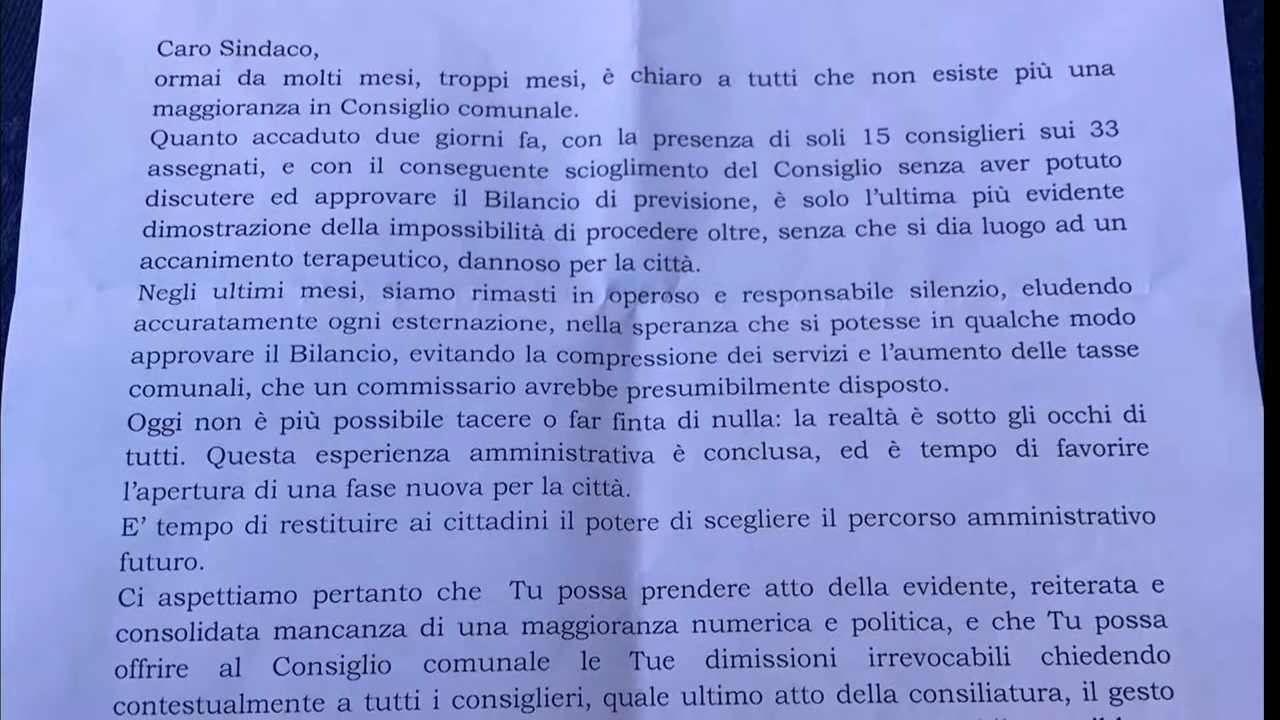 Caro Sindaco,
ormai da molti mesi, troppi mesi, è chiaro a tutti che non esiste più una
maggioranza in Consiglio comunale.
Quanto accaduto due giorni fa, con la presenza di soli 15 consiglieri sui 33
assegnati, e con il conseguente scioglimento del Consiglio senza aver potuto
discutere ed approvare il Bilancio di previsione, è solo l'ultima più evidente
dimostrazione della impossibilità di procedere oltre, senza che si dia luogo ad un
accanimento terapeutico, dannoso per la città.
Negli ultimi mesi, siamo rimasti in operoso e responsabile silenzio, eludendo
accuratamente ogni esternazione, nella speranza che si potesse in qualche modo
approvare il Bilancio, evitando la compressione dei servizi e l'aumento delle tasse
comunali, che un commissario avrebbe presumibilmente disposto.
Oggi non è più possibile tacere o far finta di nulla: la realtà è sotto gli occhi di
tutti. Questa esperienza amministrativa è conclusa, ed è tempo di favorire
l'apertura di una fase nuova per la città.
E' tempo di restituire ai cittadini il potere di scegliere il percorso amministrativo
futuro.
Ci aspettiamo pertanto che Tu possa prendere atto della evidente, reiterata e
consolidata mancanza di una maggioranza numerica e politica, e che Tu possa
offrire al Consiglio comunale le Tue dimissioni irrevocabili chiedendo
contestualmente a tutti i consiglieri, quale ultimo atto della consiliatura, il gesto